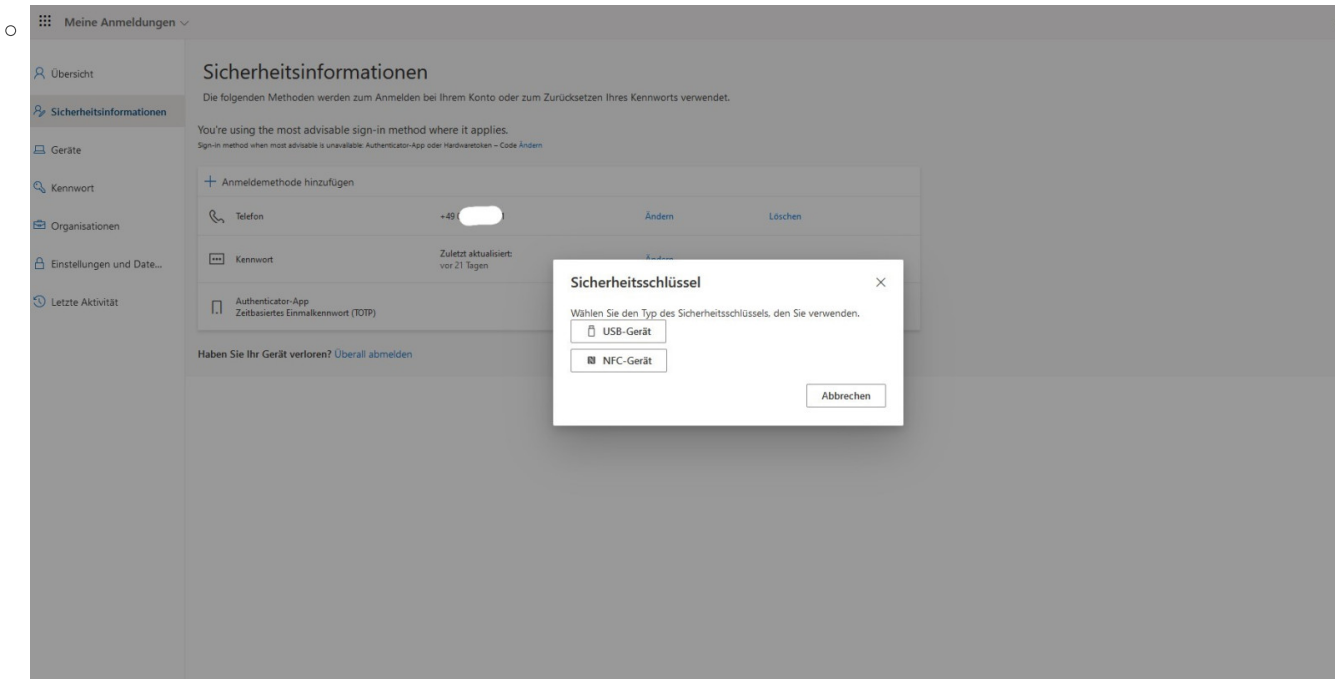 Meine Anmeldungen
Übersicht
Sicherheitsinformationen
Geräte
Kennwort
Organisationen
Einstellungen und Date...
Letzte Aktivität
Sicherheitsinformationen
Die folgenden Methoden werden zum Anmelden bei Ihrem Konto oder zum Zurücksetzen Ihres Kennworts verwendet.
You're using the most advisable sign-in method where it applies.
Sign-in method when most advisable is unavailable: Authenticator-App oder Hardwaretoken – Code Ändern
+ Anmeldemethode hinzufügen
Telefon +49 Ändern Löschen
Kennwort Zuletzt aktualisiert: vor 21 Tagen Ändern
Authenticator-App
Zeitbasiertes Einmalkennwort (TOTP)
Haben Sie Ihr Gerät verloren? Überall abmelden
Sicherheitsschlüssel
Wählen Sie den Typ des Sicherheitsschlüssels, den Sie verwenden.
USB-Gerät
NFC-Gerät
Abbrechen